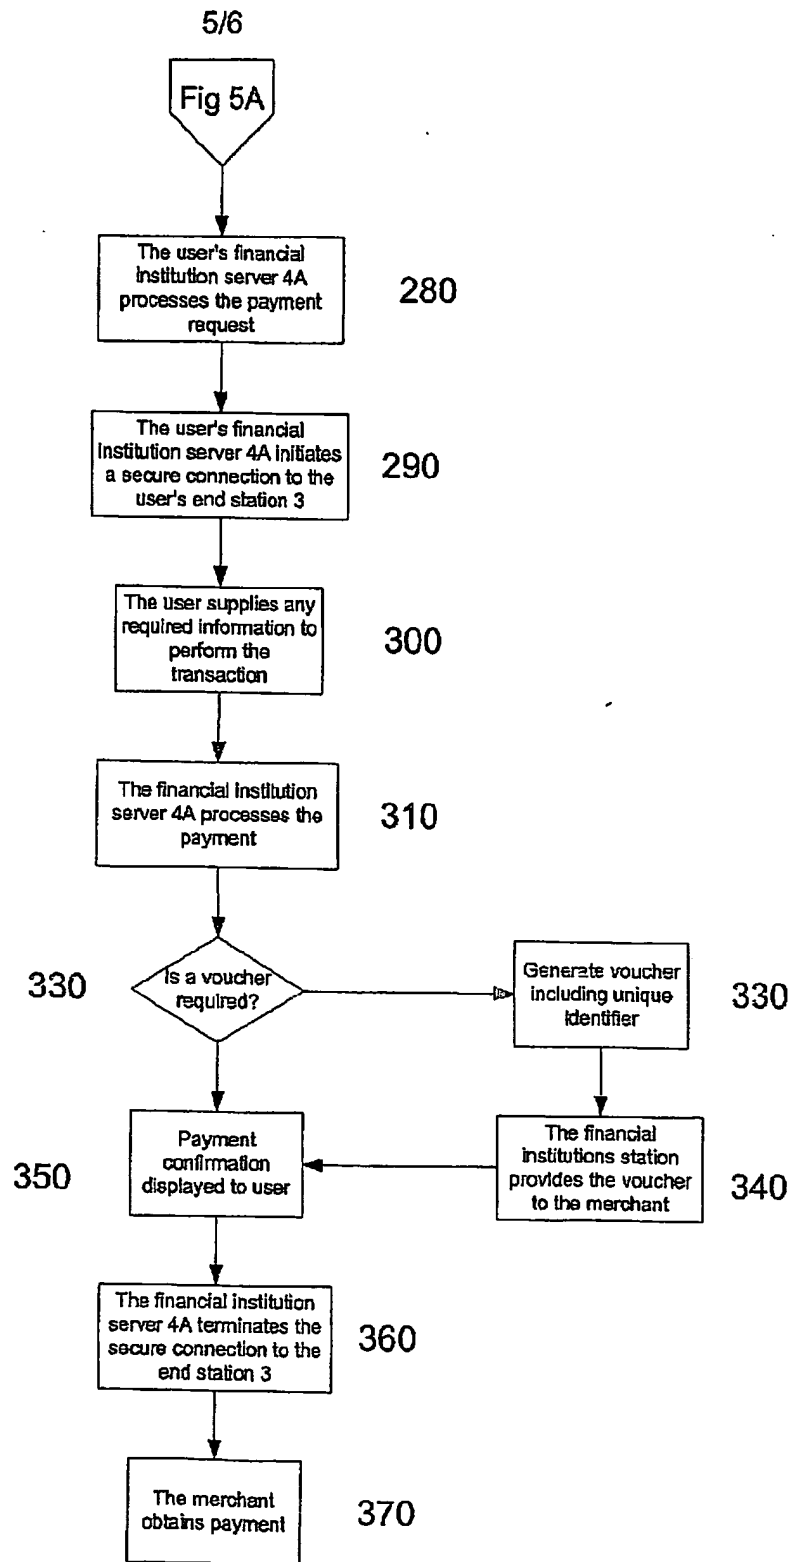 5/6
Fig 5A
The user's financial
institution server 4A
processes the payment
request
280
The user's financial
institution server 4A initiates
a secure connection to the
user's end station 3
290
The user supplies any
required information to
perform the
transaction
300
The financial institution
server 4A processes the
payment
310
330
Is a voucher
required?
Generate voucher
including unique
identifier
330
350
Payment
confirmation
displayed to user
The financial
institutions station
provides the voucher
to the merchant
340
The financial institution
server 4A terminates the
secure connection to the
end station 3
360
The merchant
obtains payment
370